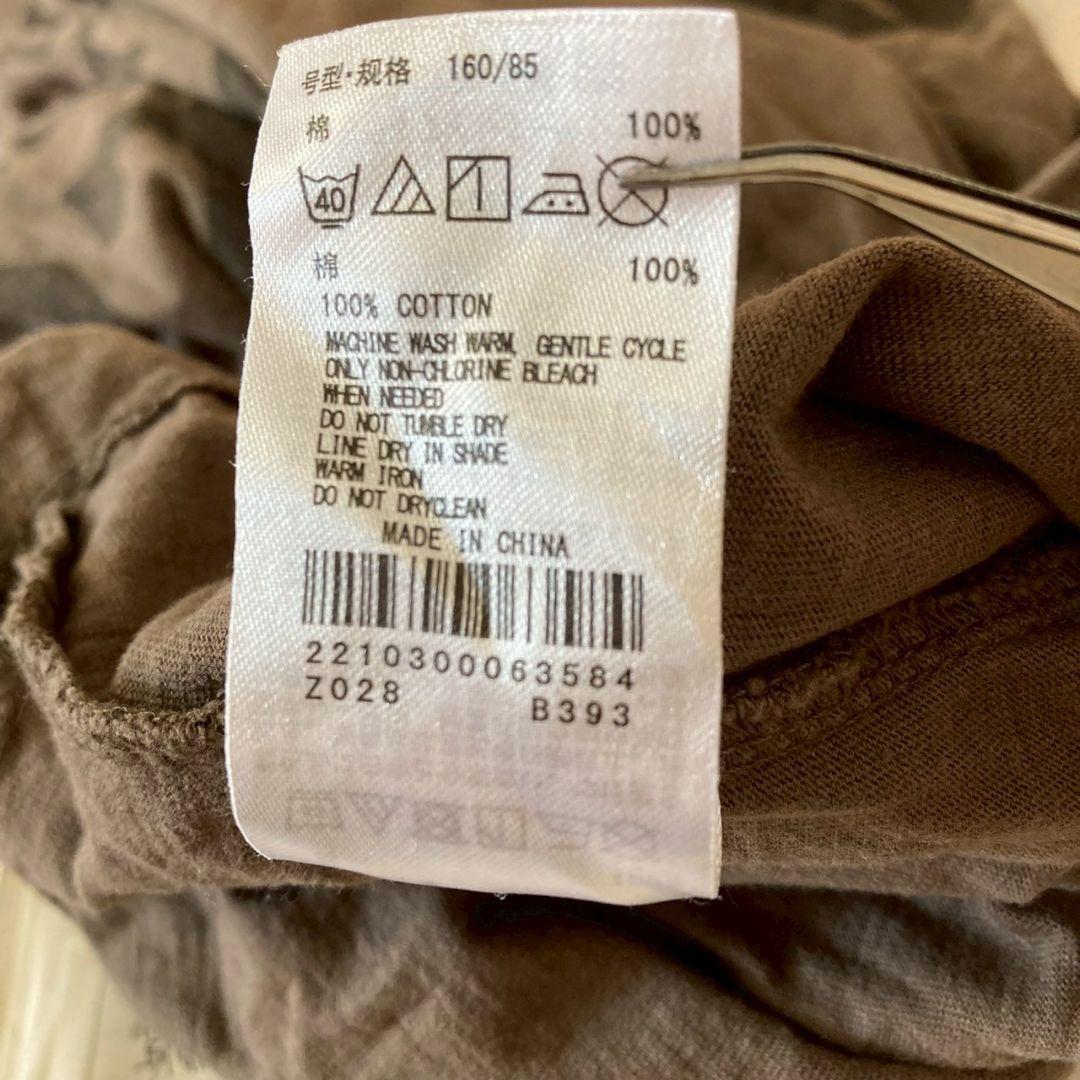 号型·规格 160/85
棉 100%
40
棉 100%
100% COTTON
MACHINE WASH WARM, GENTLE CYCLE
ONLY NON-CHLORINE BLEACH
WHEN NEEDED
DO NOT TUMBLE DRY
LINE DRY IN SHADE
WARM IRON
DO NOT DRYCLEAN
MADE IN CHINA
2210300063584
Z028 B393